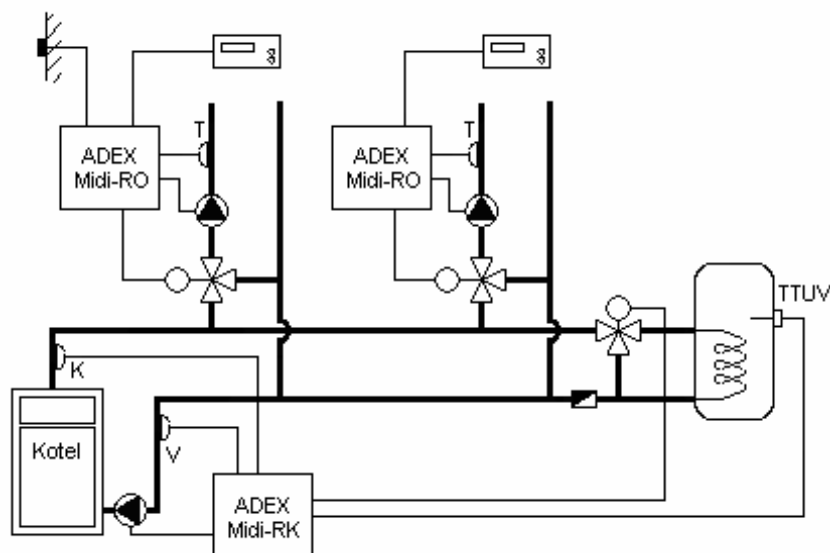 T
ADEX
Midi-RO
T
ADEX
Midi-RO
TTUV
K
Kotel
V
ADEX
Midi-RK